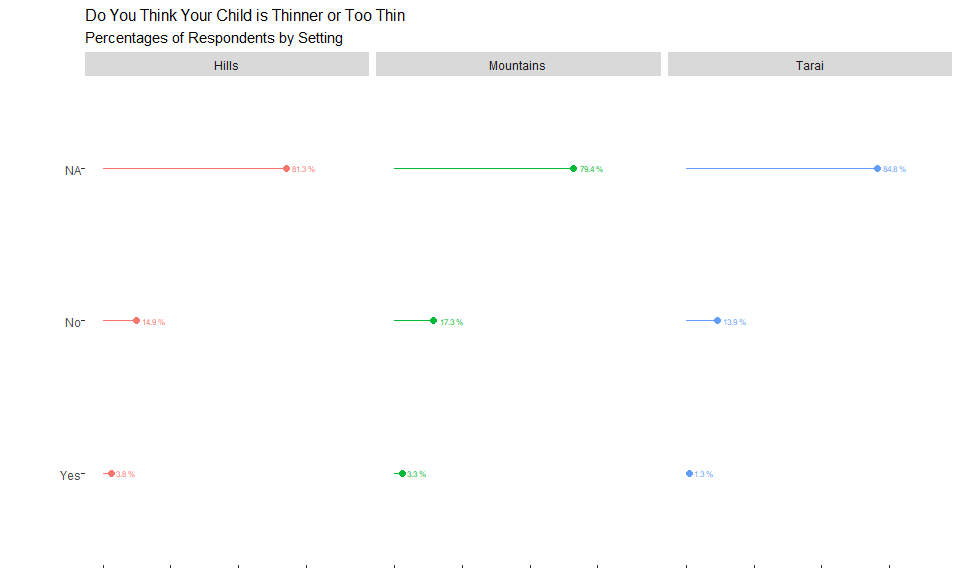 Do You Think Your Child is Thinner or Too Thin
Percentages of Respondents by Setting
Hills Mountains Tarai
NA 81.3 % 79.4 % 84.8 %
No 14.9 % 17.3 % 13.9 %
Yes 3.8 % 3.3 % 1.3 %